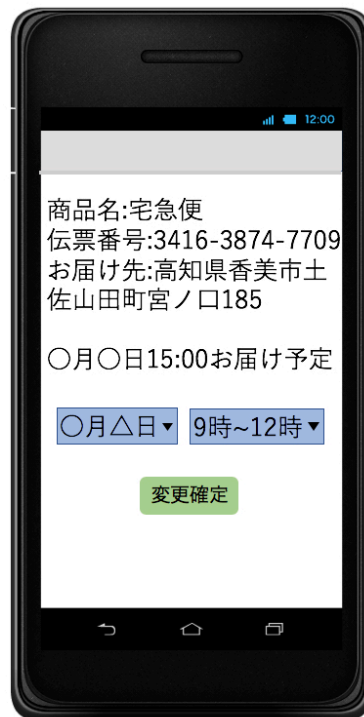 12:00
商品名:宅急便
伝票番号:3416-3874-7709
お届け先:高知県香美市土
佐山田町宮ノ口185
〇月〇日15:00お届け予定
〇月△日▼ 9時~12時▼
変更確定